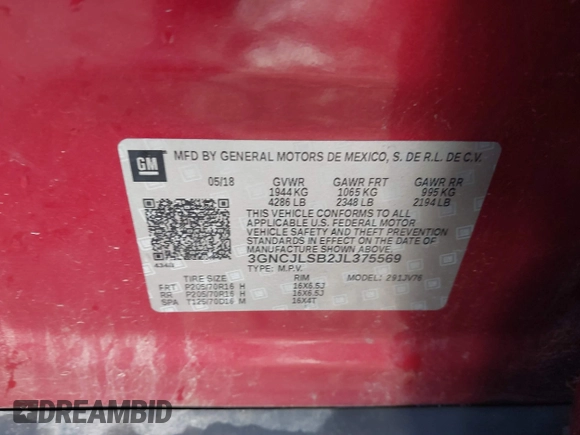 GM MFD BY GENERAL MOTORS DE MEXICO, S. DE R.L. DE C.V.
05/18 GVWR GAWR FRT GAWR RR
1944 KG 1065 KG 995 KG
4286 LB 2348 LB 2194 LB
THIS VEHICLE CONFORMS TO ALL
APPLICABLE U.S. FEDERAL MOTOR
VEHICLE SAFETY AND THEFT PREVENTION
STANDARDS IN EFFECT ON THE DATE OF
MANUFACTURE SHOWN ABOVE.
3GNCJLSB2JL375569
TYPE: M.P.V. MODEL: 291JV76
TIRE SIZE RIM
FRT P205/70R16 H 16X6.5J
RR P205/70R16 H 16X6.5J
SPA T125/70D16 M 16X4T
DREAMBID